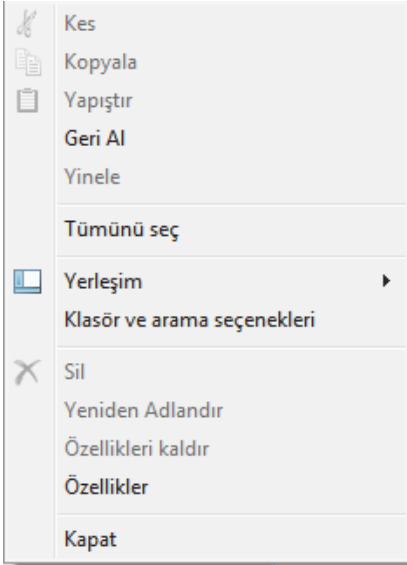 Kes
Kopyala
Yapıştır
Geri Al
Yinele
Tümünü seç
Yerleşim
Klasör ve arama seçenekleri
Sil
Yeniden Adlandır
Özellikleri kaldır
Özellikler
Kapat